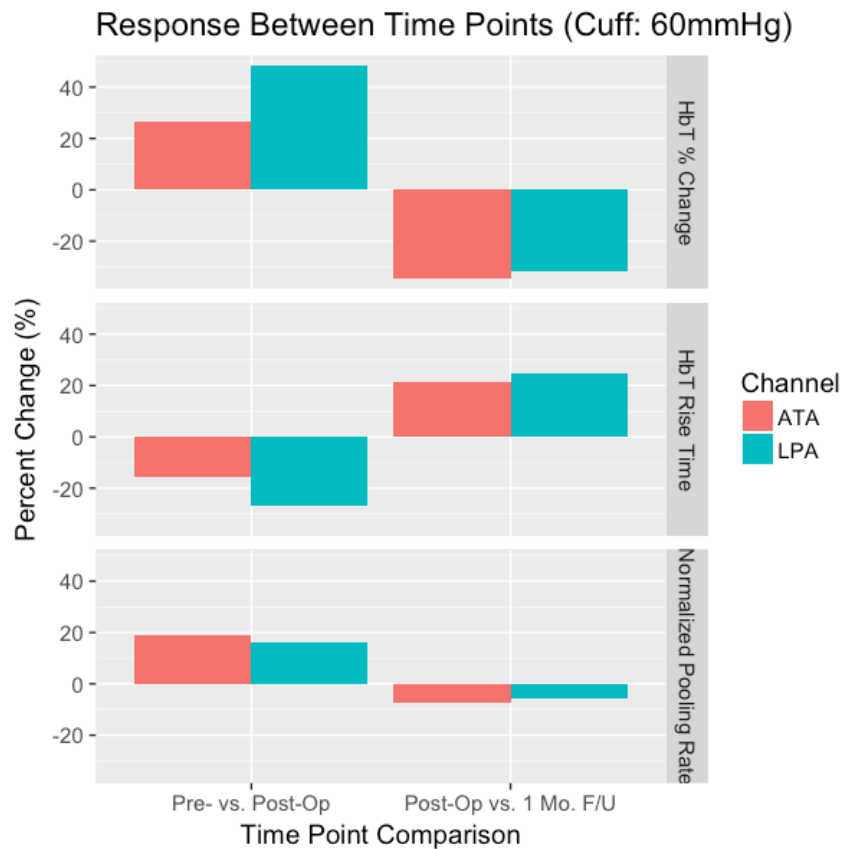 Response Between Time Points (Cuff: 60mmHg)
Percent Change (%)
40
20
0
-20
HbT % Change
40
20
0
-20
HbT Rise Time
40
20
0
-20
Normalized Pooling Rate
Pre- vs. Post-Op
Post-Op vs. 1 Mo. F/U
Time Point Comparison
Channel
ATA
LPA